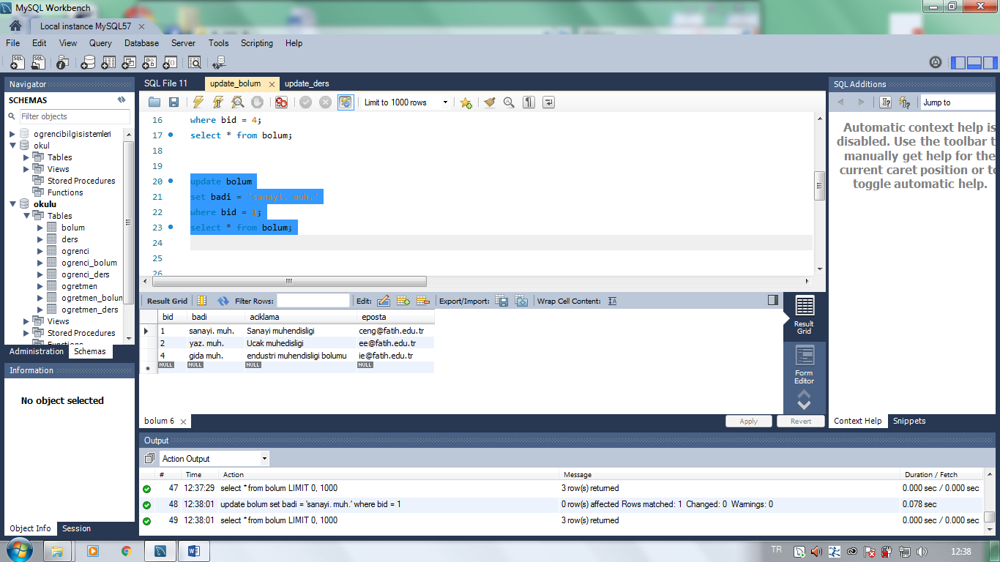 MySQL Workbench
Local instance MySQL57
File Edit View Query Database Server Tools Scripting Help
Navigator
SCHEMAS
Filter objects
ogrencibilgisistemleri
okul
Tables
Views
Stored Procedures
Functions
okulu
Tables
bolum
ders
ogrenci
ogrenci_bolum
ogrenci_ders
ogretmen
ogretmen_bolun
ogretmen_ders
Views
Stored Procedures
Functions
Administration Schemas
Information
No object selected
Object Info Session
SQL File 11 update_bolum update_ders
Limit to 1000 rows
16 where bid = 4;
17 select * from bolum;
18
19
20 update bolum
21 set badi = 'sanayi. muh.'
22 where bid = 1;
23 select * from bolum;
24
25
26
Result Grid Filter Rows: Edit: Export/Import: Wrap Cell Content:
bid badi aciklama eposta
1 sanayi. muh. Sanayi muhendisligi ceng@fatih.edu.tr
2 yaz. muh. Ucak muhedisligi ee@fatih.edu.tr
4 gida muh. endustri muhendisligi bolumu ie@fatih.edu.tr
NULL NULL NULL NULL
Result
Grid
Form
Editor
bolum 6 Apply Revert
SQL Additions
Jump to
Automatic context help is
disabled. Use the toolbar t
manually get help for the
current caret position or to
toggle automatic help.
Context Help Snippets
Output
Action Output
# Time Action Message Duration / Fetch
47 12:37:29 select * from bolum LIMIT 0, 1000 3 row(s) returned 0.000 sec / 0.000 sec
48 12:38:01 update bolum set badi = 'sanayi. muh.' where bid = 1 0 row(s) affected Rows matched: 1 Changed: 0 Warnings: 0 0.078 sec
49 12:38:01 select * from bolum LIMIT 0, 1000 3 row(s) returned 0.000 sec / 0.000 sec
TR 12:38